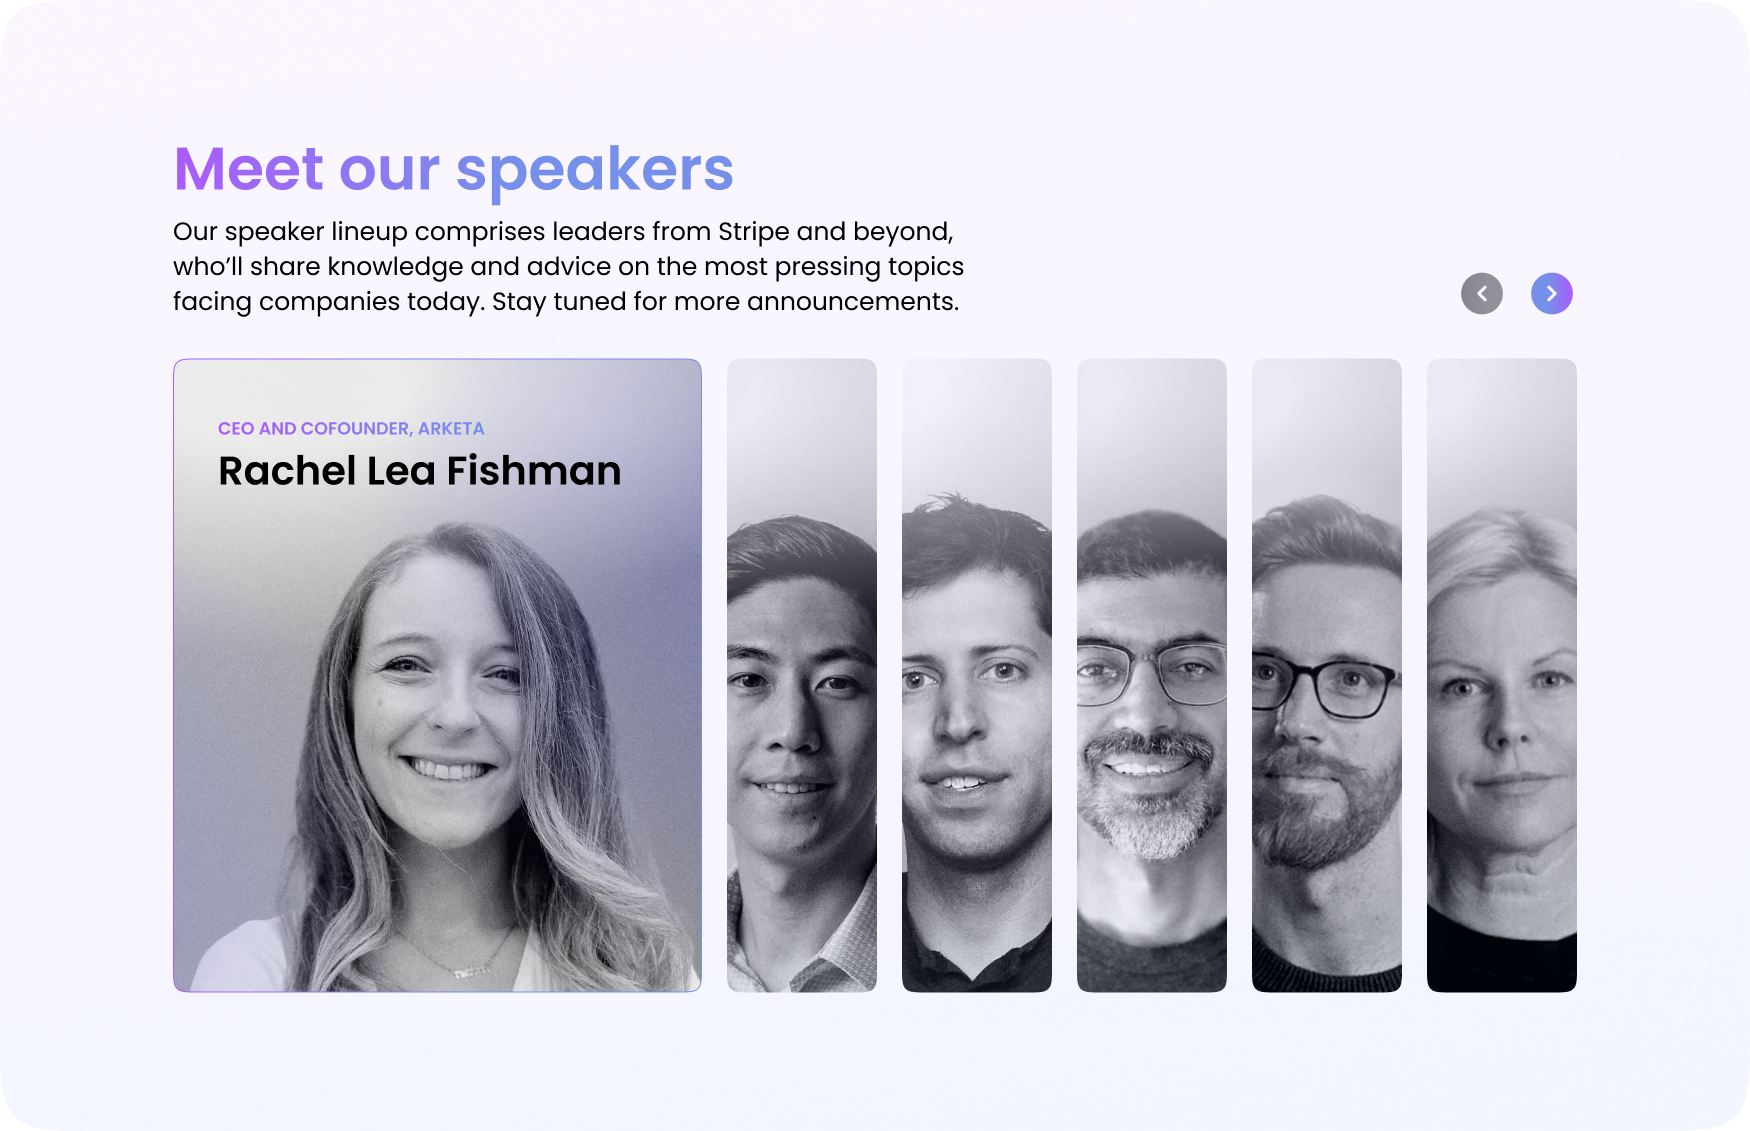 Meet our speakers
Our speaker lineup comprises leaders from Stripe and beyond,
who’ll share knowledge and advice on the most pressing topics
facing companies today. Stay tuned for more announcements.
CEO AND COFOUNDER, ARKETA
Rachel Lea Fishman